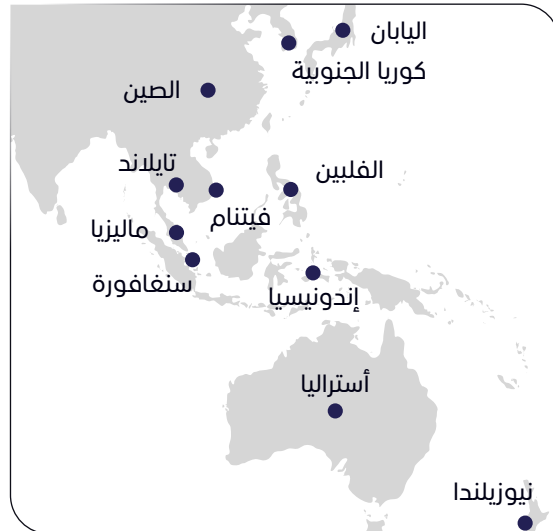 اليابان
كوريا الجنوبية
الصين
تايلاند
الفلبين
فيتنام
ماليزيا
سنغافورة
إندونيسيا
أستراليا
نيوزيلندا